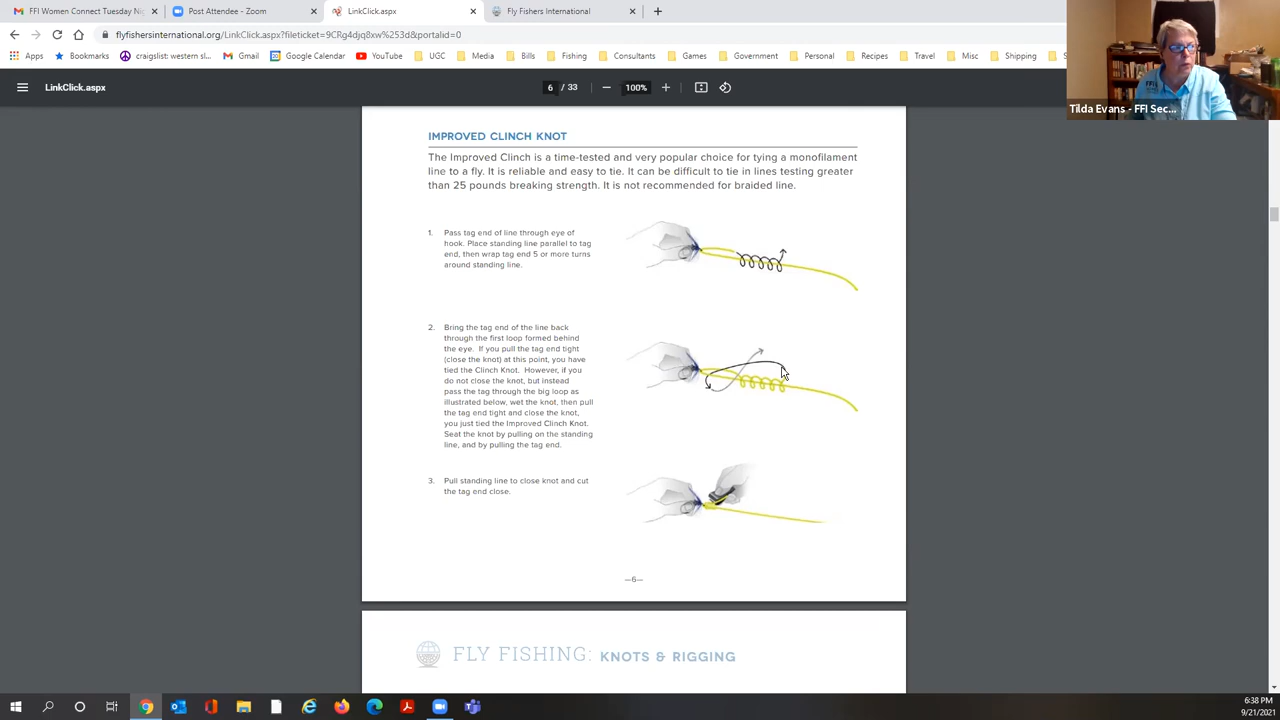 FFI Women Connect Tuesday Nig
Post Attendee - Zoom
LinkClick.aspx
Fly Fishers International
flyfishersinternational.org/LinkClick.aspx?fileticket=9CRg4djq8xw%253d&portalid=0
Apps
Bookmarks
craigslist: western sl...
Gmail
Google Calendar
YouTube
UGC
Media
Bills
Fishing
Consultants
Games
Government
Personal
Recipes
Travel
Misc
Shipping
LinkClick.aspx
6 / 33
100%
Tilda Evans - FFI Sec...
IMPROVED CLINCH KNOT
The Improved Clinch is a time-tested and very popular choice for tying a monofilament
line to a fly. It is reliable and easy to tie. It can be difficult to tie in lines testing greater
than 25 pounds breaking strength. It is not recommended for braided line.
1. Pass tag end of line through eye of
hook. Place standing line parallel to tag
end, then wrap tag end 5 or more turns
around standing line.
2. Bring the tag end of the line back
through the first loop formed behind
the eye. If you pull the tag end tight
(close the knot) at this point, you have
tied the Clinch Knot. However, if you
do not close the knot, but instead
pass the tag through the big loop as
illustrated below, wet the knot, then pull
the tag end tight and close the knot,
you just tied the Improved Clinch Knot.
Seat the knot by pulling on the standing
line, and by pulling the tag end.
3. Pull standing line to close knot and cut
the tag end close.
—6—
FLY FISHING: KNOTS & RIGGING
6:38 PM
9/21/2021